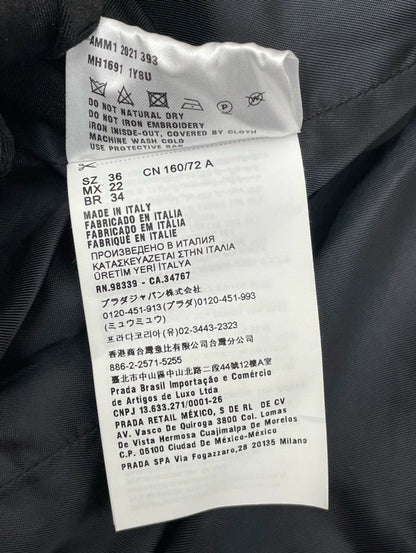 AMM1 2021 393
MH1691 1YBU
DO NOT NATURAL DRY
DO NOT IRON EMBROIDERY
IRON INISDE-OUT, COVERED BY CLOTH
MACHINE WASH COLD
USE PROTECTIVE BAG
SZ 36 CN 160/72 A
MX 22
BR 34
MADE IN ITALY
FABRICADO EN ITALIA
FABRICADO EM ITÁLIA
FABRIQUÉ EN ITALIE
ПРОИЗВЕДЕНО В ИТАЛИЯ
ΚΑΤΑΣΚΕΥΑΖΕΤΑΙ ΣΤΗΝ ΙΤΑΛΙΑ
ÜRETİM YERİ İTALYA
RN.98339 - CA.34767
プラダジャパン株式会社
0120-451-913 (プラダ) 0120-451-993
(ミュウミュウ)
프라다코리아 (유) 02-3443-2323
香港商台灣意比有限公司台灣分公司
886-2-2571-5255
臺北市中山區中山北路二段44號12樓
Prada Brasil Importação e Comércio
de Artigos de Luxo Ltda
CNPJ 13.633.271/0001-26
PRADA RETAIL MÉXICO, S DE RL DE CV
AV. Vasco De Quiroga 3800 Col. Lomas
De Vista Hermosa Cuajimalpa De Morelos
C.P. 05100 Ciudad De México-México
PRADA SPA Via Fogazzaro,28 20135 Milano